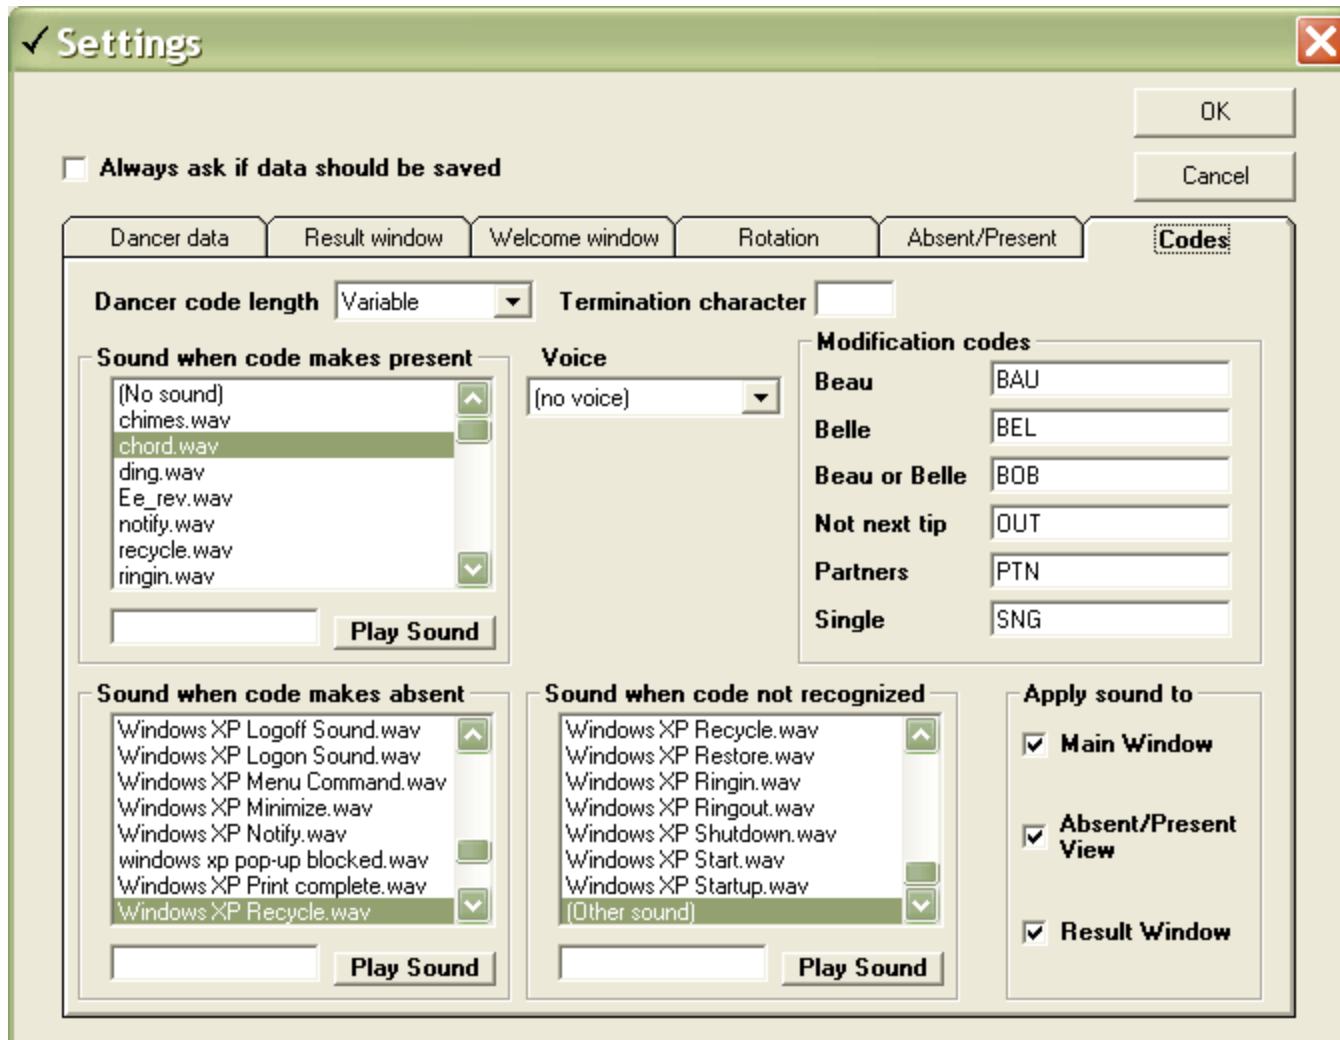 Settings
OK
Always ask if data should be saved
Cancel
Dancer data
Result window
Welcome window
Rotation
Absent/Present
Codes
Dancer code length
Variable
Termination character
Sound when code makes present
(No sound)
chimes.wav
chord.wav
ding.wav
Ee_rev.wav
notify.wav
recycle.wav
ringin.wav
Play Sound
Voice
(no voice)
Modification codes
Beau BAU
Belle BEL
Beau or Belle BOB
Not next tip OUT
Partners PTN
Single SNG
Sound when code makes absent
Windows XP Logoff Sound.wav
Windows XP Logon Sound.wav
Windows XP Menu Command.wav
Windows XP Minimize.wav
Windows XP Notify.wav
windows xp pop-up blocked.wav
Windows XP Print complete.wav
Windows XP Recycle.wav
Play Sound
Sound when code not recognized
Windows XP Recycle.wav
Windows XP Restore.wav
Windows XP Ringin.wav
Windows XP Ringout.wav
Windows XP Shutdown.wav
Windows XP Start.wav
Windows XP Startup.wav
(Other sound)
Play Sound
Apply sound to
Main Window
Absent/Present
View
Result Window